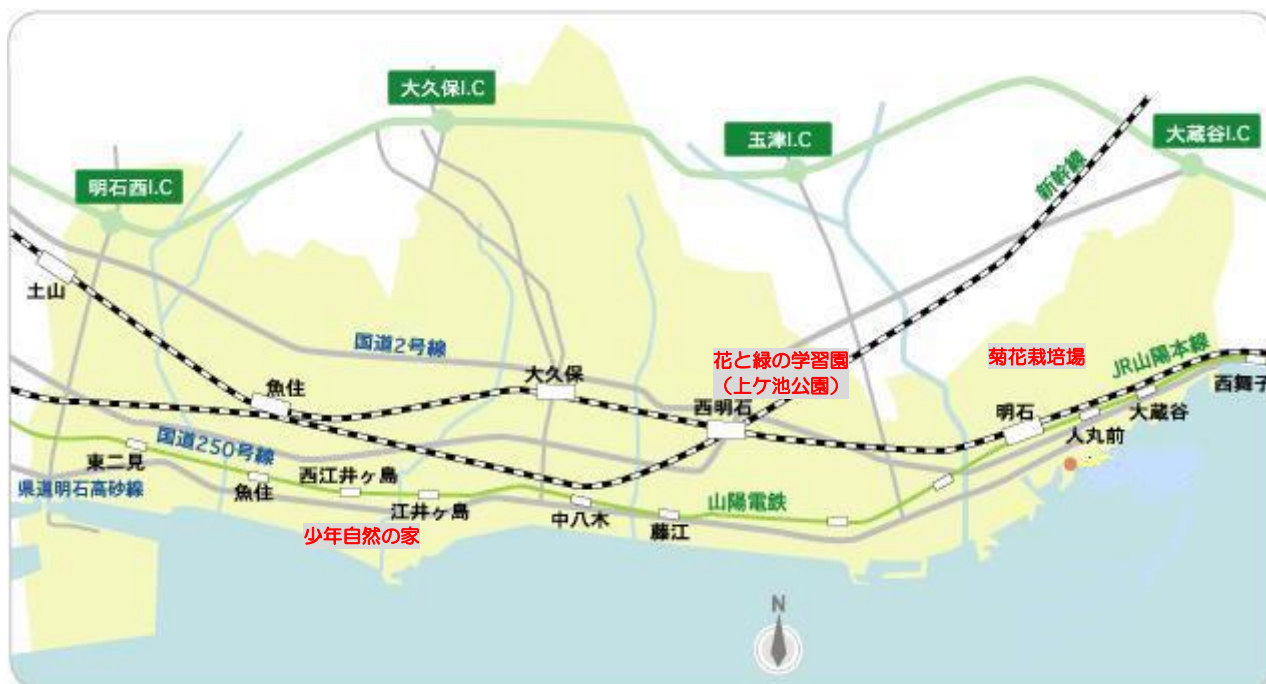 大久保I.C
玉津I.C
大蔵谷I.C
明石西I.C
新幹線
土山
国道2号線
花と緑の学習園
（上ケ池公園）
菊花栽培場
JR山陽本線
大久保
魚住
西明石
明石
人丸前
大蔵谷
西舞子
国道250号線
東二見
魚住
西江井ヶ島
江井ヶ島
県道明石高砂線
中八木
藤江
山陽電鉄
少年自然の家
N